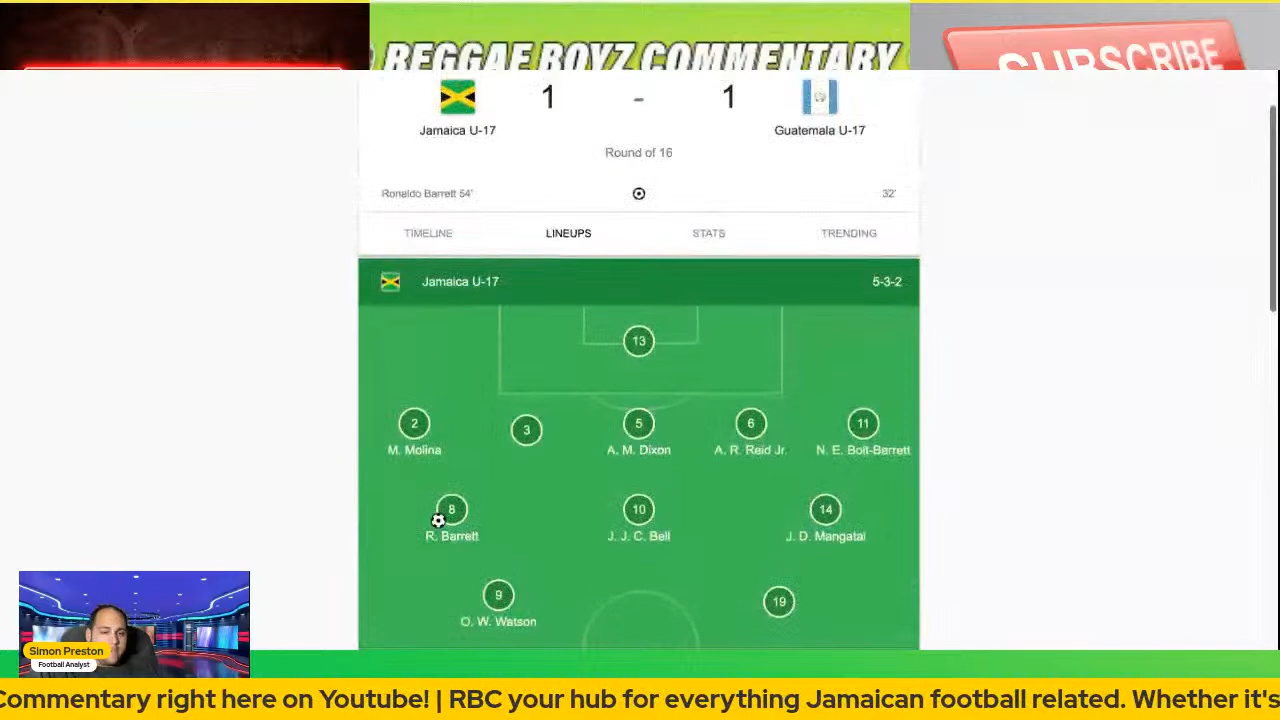 REGGAE BOYZ COMMENTARY
SUBSCRIBE
1 - 1
Jamaica U-17 Guatemala U-17
Round of 16
Ronaldo Barrett 54' 32'
TIMELINE LINEUPS STATS TRENDING
Jamaica U-17 5-3-2
13
2 3 5 6 11
M. Molina A. M. Dixon A. R. Reid Jr. N. E. Bolt-Barrett
8 10 14
R. Barrett J. J. C. Bell J. D. Mangatal
9 19
O. W. Watson
Simon Preston
Football Analyst
Commentary right here on Youtube! | RBC your hub for everything Jamaican football related. Whether it's